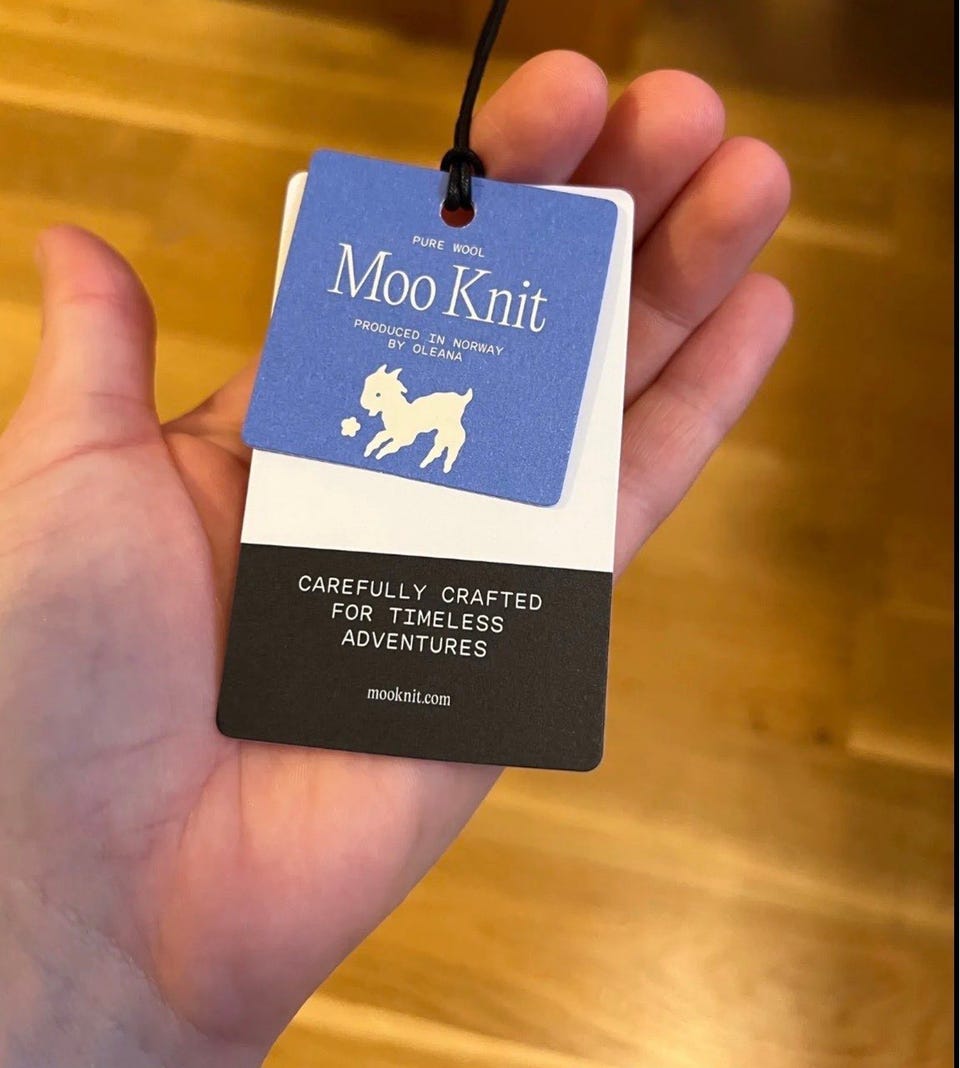 PURE WOOL
Moo Knit
PRODUCED IN NORWAY
BY OLEANA
CAREFULLY CRAFTED
FOR TIMELESS
ADVENTURES
mooknit.com